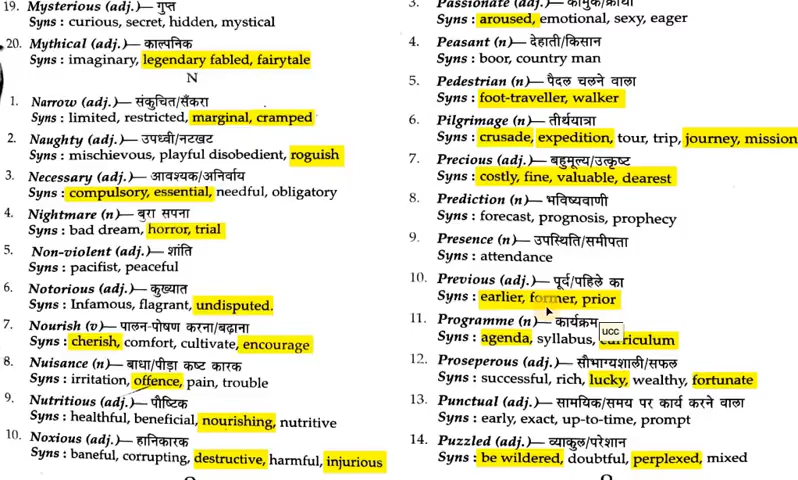 19. Mysterious (adj.)— गुप्त
Syns : curious, secret, hidden, mystical
20. Mythical (adj.)— काल्पनिक
Syns : imaginary, legendary fabled, fairytale
N
1. Narrow (adj.)— संकुचित/सँकरा
Syns : limited, restricted, marginal, cramped
2. Naughty (adj.)— उपध्वी/नटखट
Syns : mischievous, playful disobedient, roguish
3. Necessary (adj.)— आवश्यक/अनिर्वाय
Syns : compulsory, essential, needful, obligatory
4. Nightmare (n)— बुरा सपना
Syns : bad dream, horror, trial
5. Non-violent (adj.)— शांति
Syns : pacifist, peaceful
6. Notorious (adj.)— कुख्यात
Syns : Infamous, flagrant, undisputed.
7. Nourish (v)— पालन-पोषण करना/बढ़ाना
Syns : cherish, comfort, cultivate, encourage
8. Nuisance (n)— बाधा/पीड़ा कष्ट कारक
Syns : irritation, offence, pain, trouble
9. Nutritious (adj.)— पौष्टिक
Syns : healthful, beneficial, nourishing, nutritive
10. Noxious (adj.)— हानिकारक
Syns : baneful, corrupting, destructive, harmful, injurious
3. Passionate (adj.)— कामुक/क्रोधी
Syns : aroused, emotional, sexy, eager
4. Peasant (n)— देहाती/किसान
Syns : boor, country man
5. Pedestrian (n)— पैदल चलने वाला
Syns : foot-traveller, walker
6. Pilgrimage (n)— तीर्थयात्रा
Syns : crusade, expedition, tour, trip, journey, mission
7. Precious (adj.)— बहुमूल्य/उत्कृष्ट
Syns : costly, fine, valuable, dearest
8. Prediction (n)— भविष्यवाणी
Syns : forecast, prognosis, prophecy
9. Presence (n)— उपस्थिति/समीपता
Syns : attendance
10. Previous (adj.)— पूर्द/पहिले का
Syns : earlier, former, prior
11. Programme (n)— कार्यक्रम
ucc
Syns : agenda, syllabus, curriculum
12. Proseperous (adj.)— सौभाग्यशाली/सफल
Syns : successful, rich, lucky, wealthy, fortunate
13. Punctual (adj.)— सामयिक/समय पर कार्य करने वाला
Syns : early, exact, up-to-time, prompt
14. Puzzled (adj.)— व्याकुल/परेशान
Syns : be wildered, doubtful, perplexed, mixed